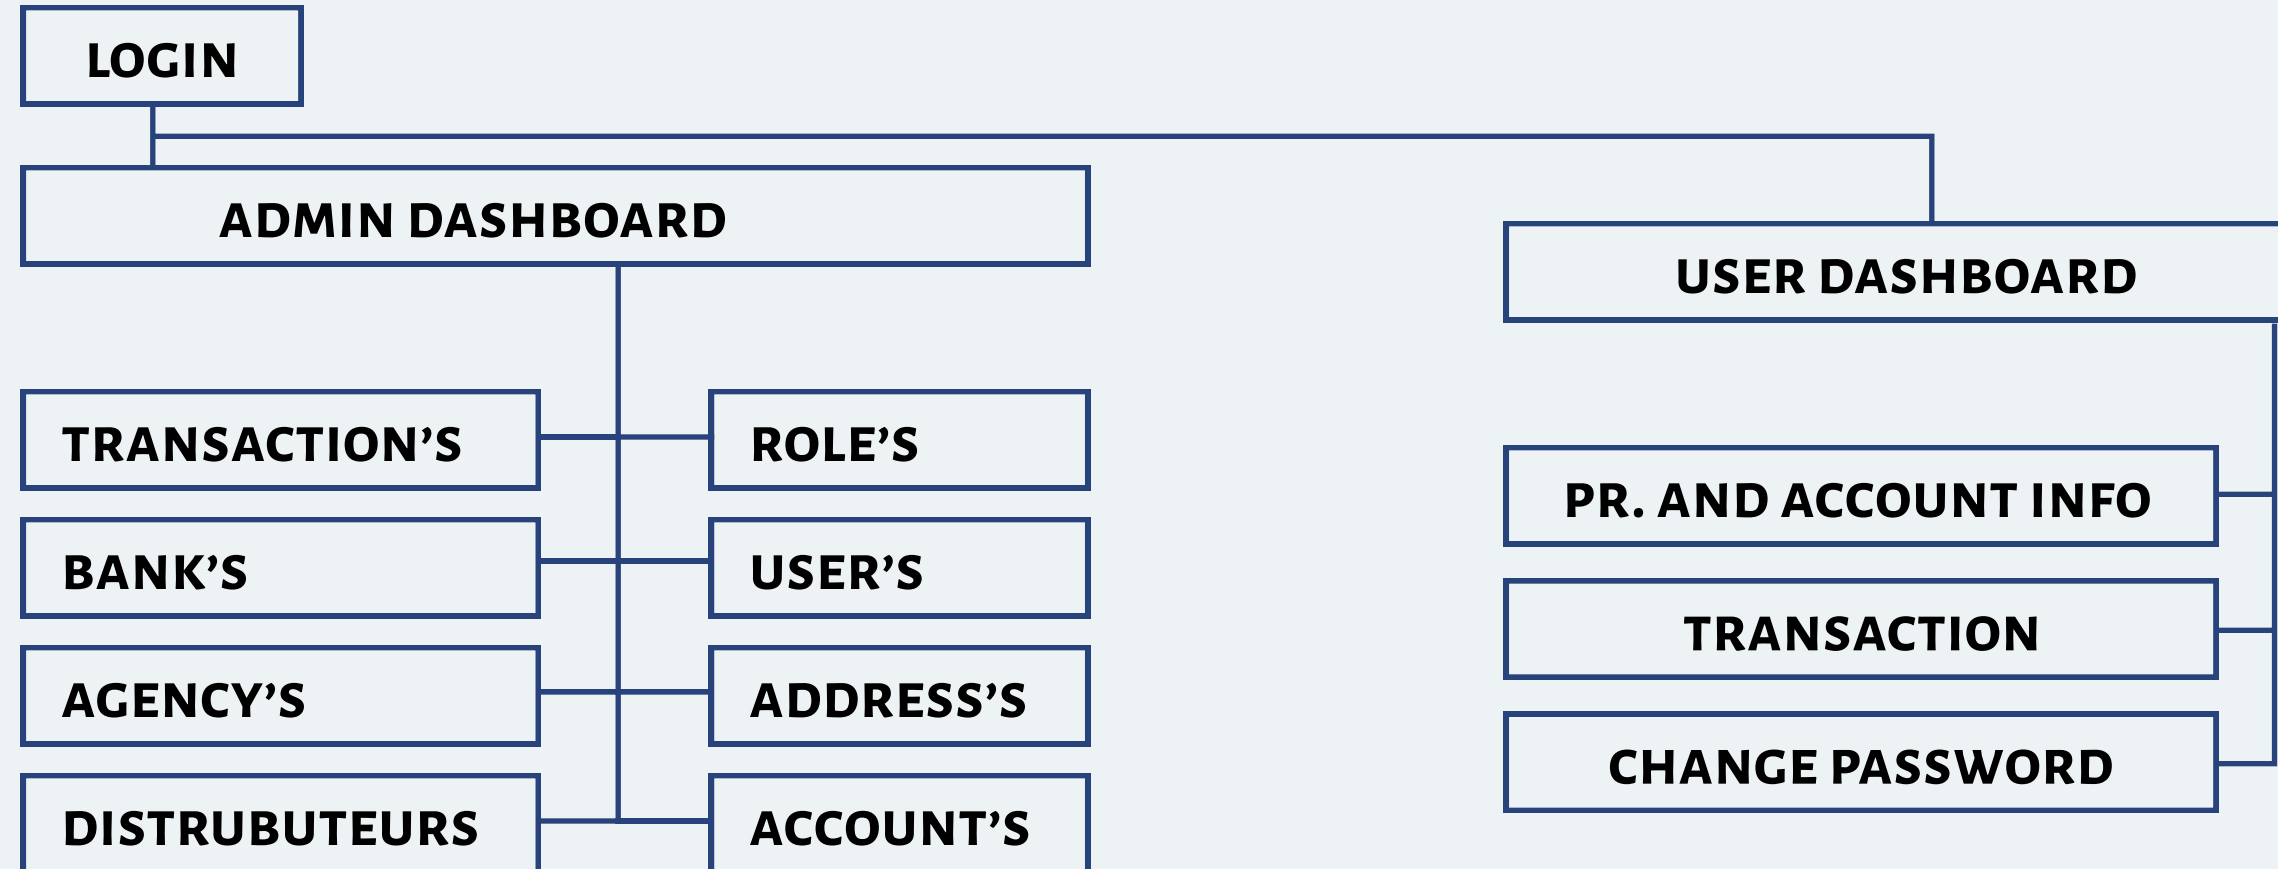 LOGIN
ADMIN DASHBOARD
USER DASHBOARD
TRANSACTION’S
ROLE’S
BANK’S
USER’S
AGENCY’S
ADDRESS’S
DISTRUBUTEURS
ACCOUNT’S
PR. AND ACCOUNT INFO
TRANSACTION
CHANGE PASSWORD